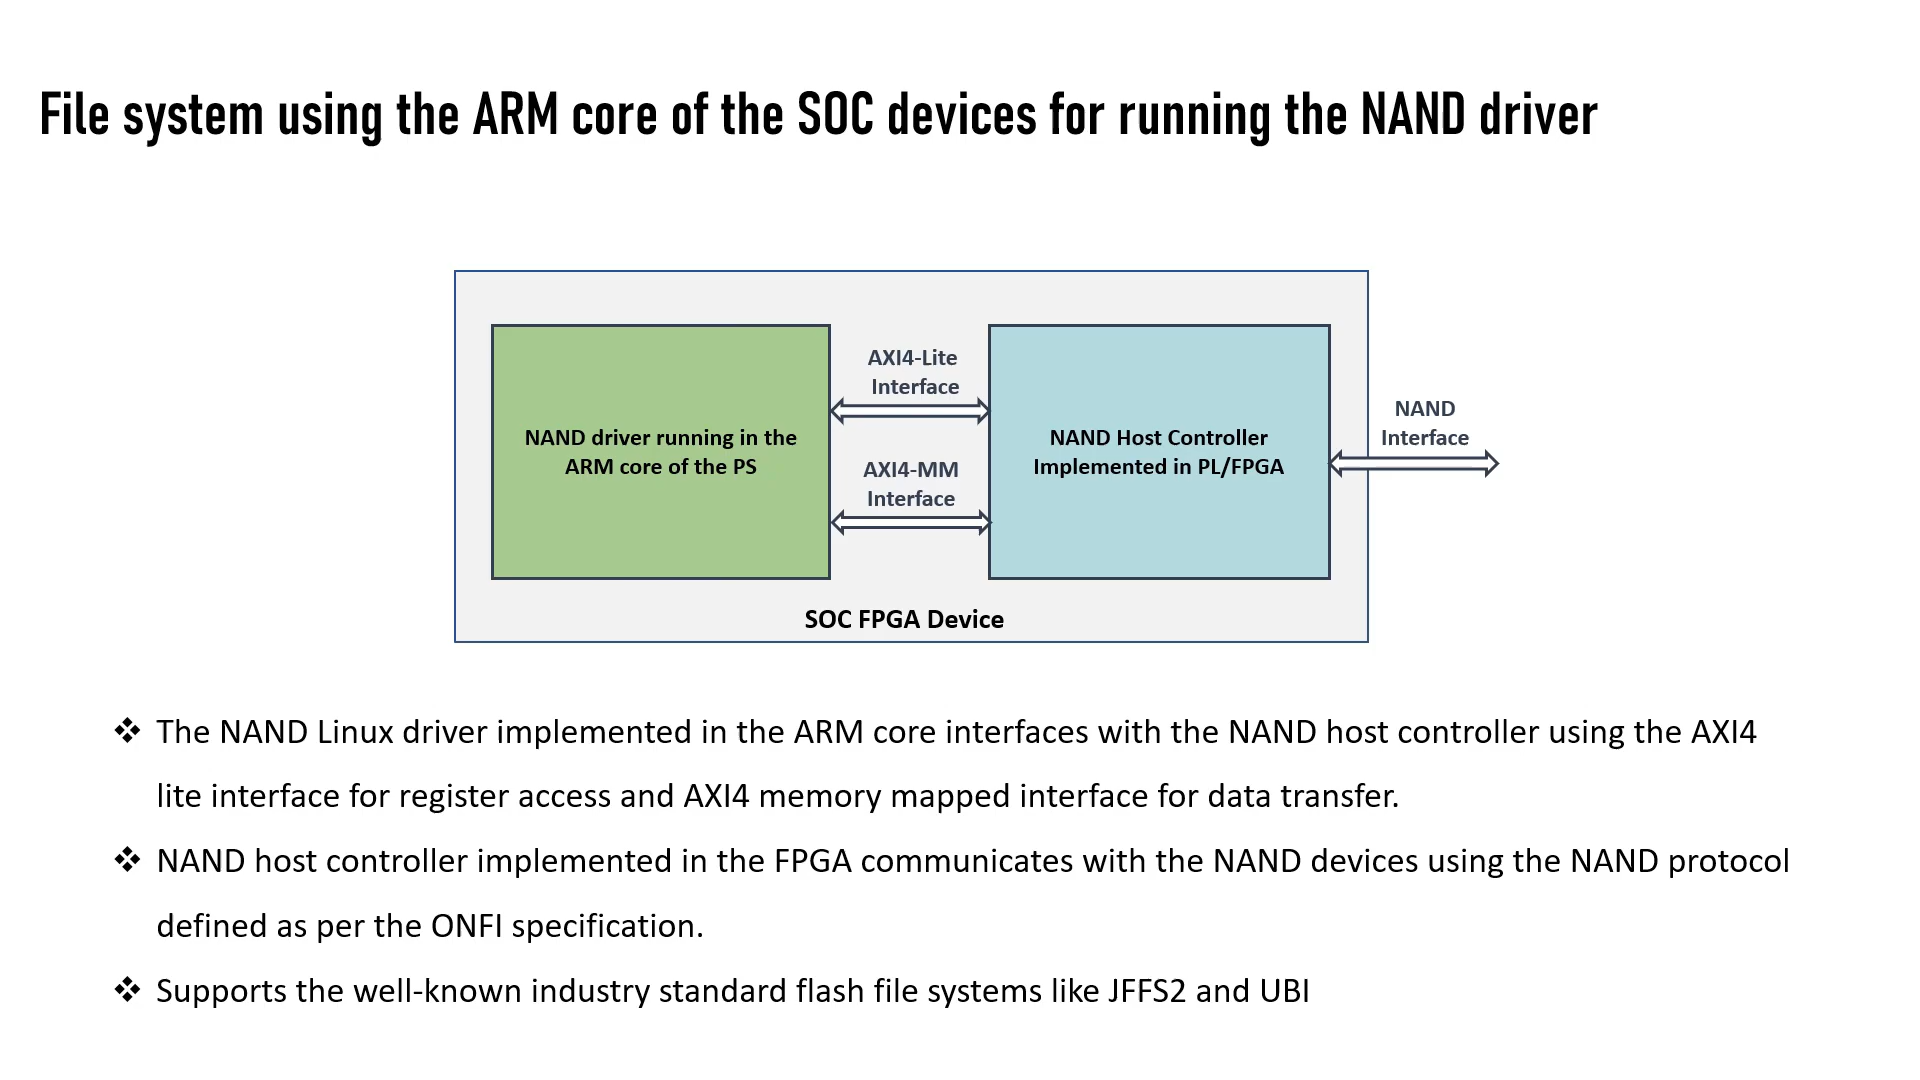 File system using the ARM core of the SOC devices for running the NAND driver
AXI4-Lite
Interface
NAND
Interface
NAND driver running in the
ARM core of the PS
NAND Host Controller
Implemented in PL/FPGA
AXI4-MM
Interface
SOC FPGA Device
❖ The NAND Linux driver implemented in the ARM core interfaces with the NAND host controller using the AXI4
lite interface for register access and AXI4 memory mapped interface for data transfer.
❖ NAND host controller implemented in the FPGA communicates with the NAND devices using the NAND protocol
defined as per the ONFI specification.
❖ Supports the well-known industry standard flash file systems like JFFS2 and UBI